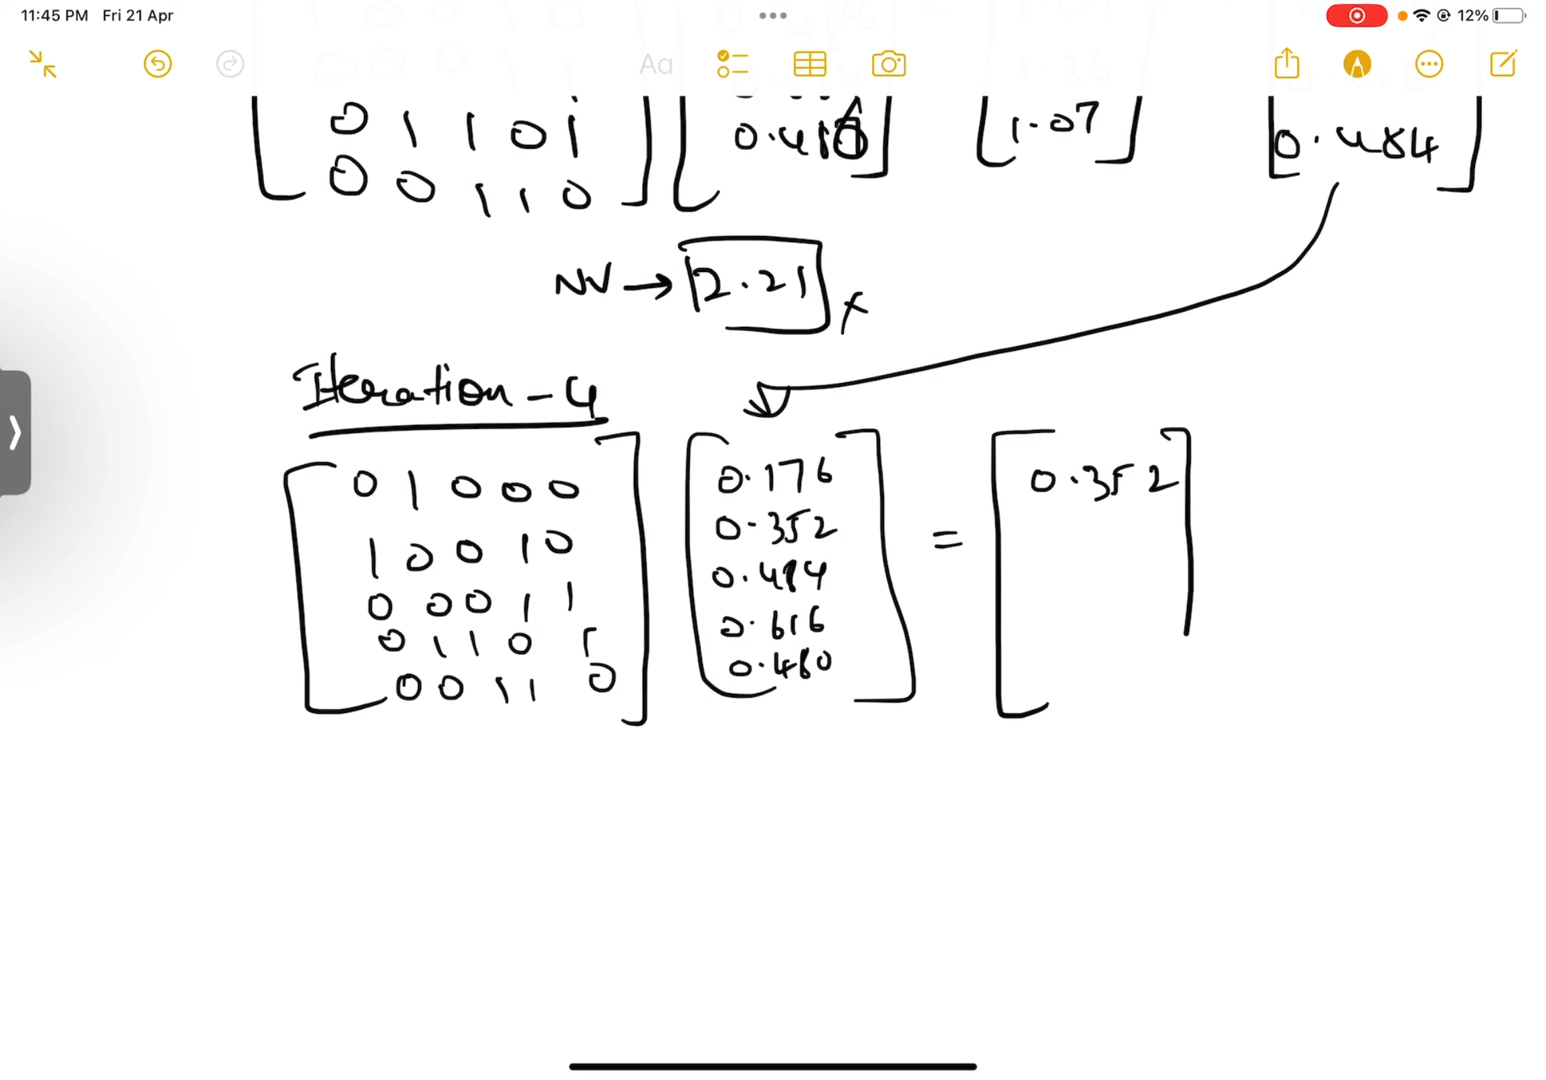 11:45 PM Fri 21 Apr
12%
Aa
0 1 1 0 1
0 0 1 1 0
1.07
0.484
NV → 2.21
Iteration - 4
0 1 0 0 0
1 0 0 1 0
0 0 0 1 1
0 1 1 0 1
0 0 1 1 0
0.176
0.352
0.484
0.616
0.480
=
0.352